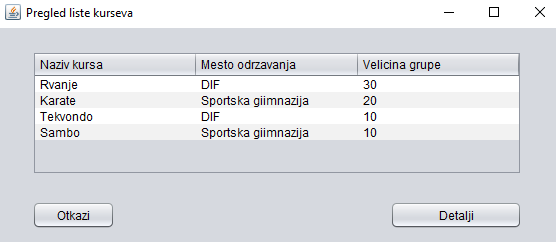 Pregled liste kurseva
Naziv kursa Mesto odrzavanja Velicina grupe
Rvanje DIF 30
Karate Sportska giimnazija 20
Tekvondo DIF 10
Sambo Sportska giimnazija 10
Otkazi Detalji